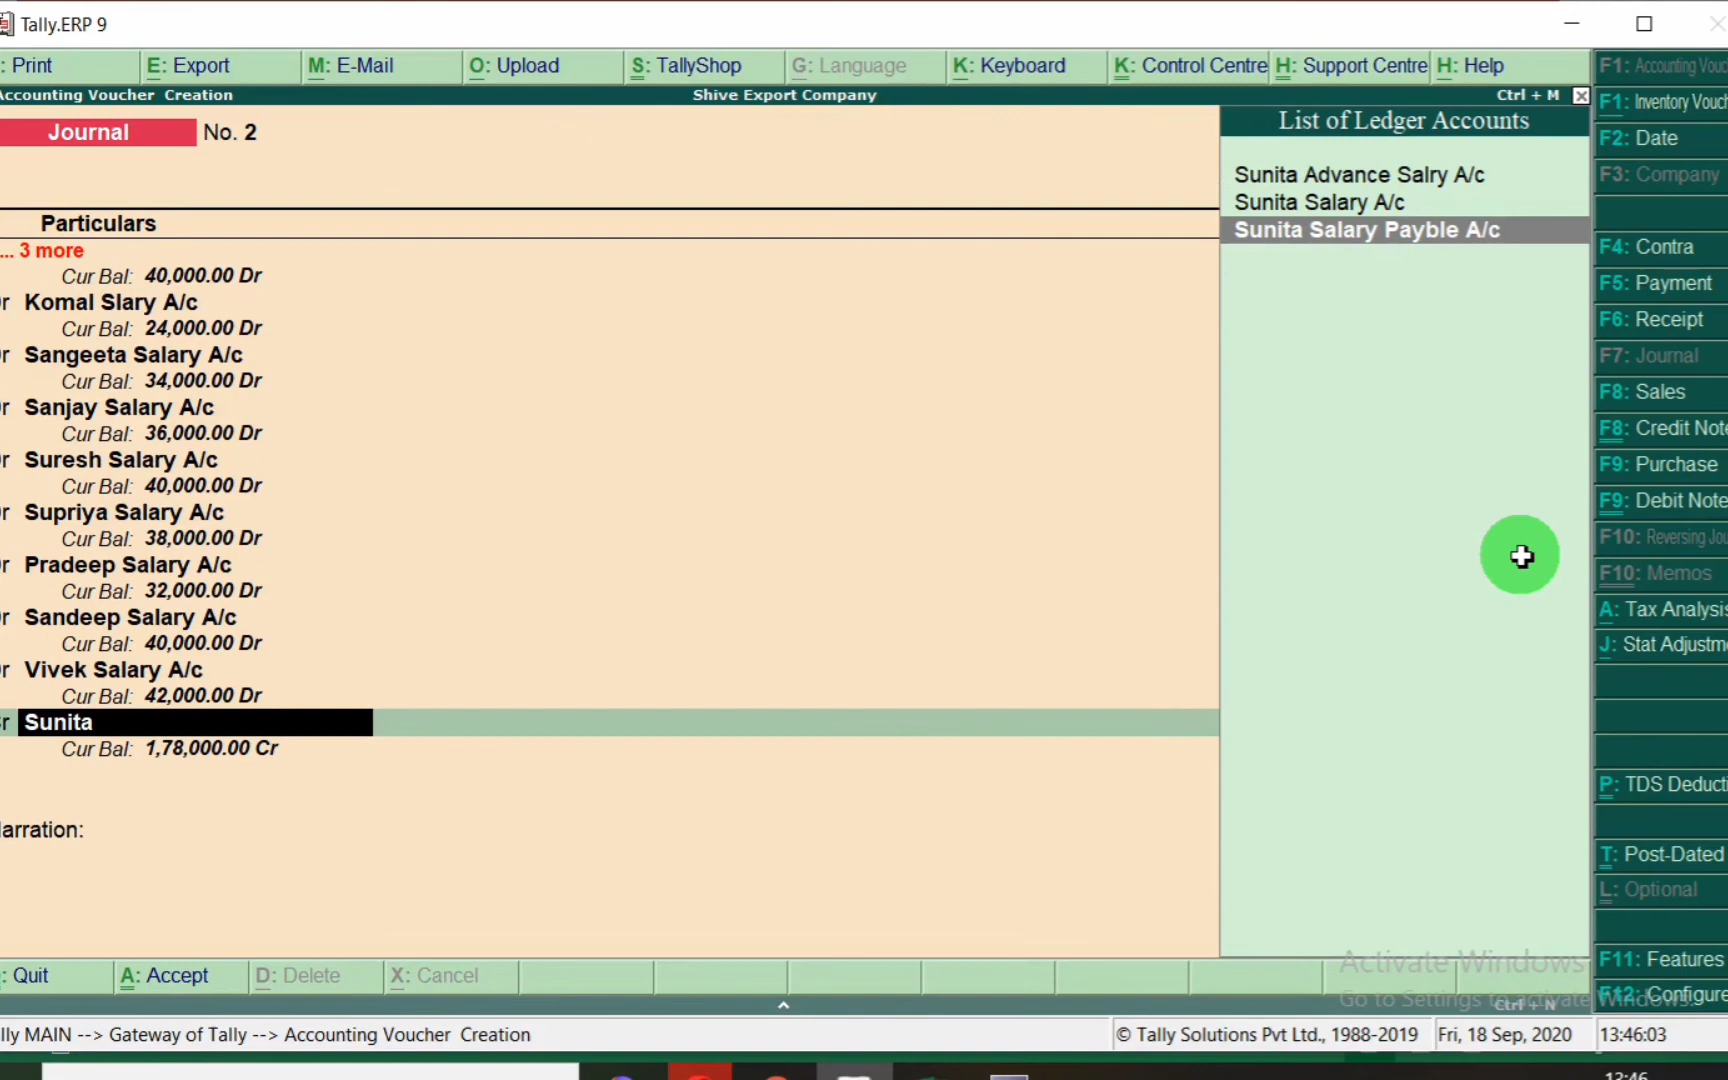 Tally.ERP 9
: Print
E: Export
M: E-Mail
O: Upload
S: TallyShop
G: Language
K: Keyboard
K: Control Centre
H: Support Centre
H: Help
Accounting Voucher Creation
Shive Export Company
Ctrl + M
Journal
No. 2
Particulars
... 3 more
Cur Bal: 40,000.00 Dr
r Komal Slary A/c
Cur Bal: 24,000.00 Dr
r Sangeeta Salary A/c
Cur Bal: 34,000.00 Dr
r Sanjay Salary A/c
Cur Bal: 36,000.00 Dr
r Suresh Salary A/c
Cur Bal: 40,000.00 Dr
r Supriya Salary A/c
Cur Bal: 38,000.00 Dr
r Pradeep Salary A/c
Cur Bal: 32,000.00 Dr
r Sandeep Salary A/c
Cur Bal: 40,000.00 Dr
r Vivek Salary A/c
Cur Bal: 42,000.00 Dr
r Sunita
Cur Bal: 1,78,000.00 Cr
arration:
List of Ledger Accounts
Sunita Advance Salry A/c
Sunita Salary A/c
Sunita Salary Payble A/c
F1: Accounting Vouc
F1: Inventory Vouch
F2: Date
F3: Company
F4: Contra
F5: Payment
F6: Receipt
F7: Journal
F8: Sales
F8: Credit Note
F9: Purchase
F9: Debit Note
F10: Reversing Jou
F10: Memos
A: Tax Analysis
J: Stat Adjustme
P: TDS Deducti
T: Post-Dated
L: Optional
F11: Features
F12: Configure
: Quit
A: Accept
D: Delete
X: Cancel
Activate Windows
Go to Settings to activate Windows.
Ctrl + N
lly MAIN --> Gateway of Tally --> Accounting Voucher Creation
© Tally Solutions Pvt Ltd., 1988-2019
Fri, 18 Sep, 2020
13:46:03
13:46